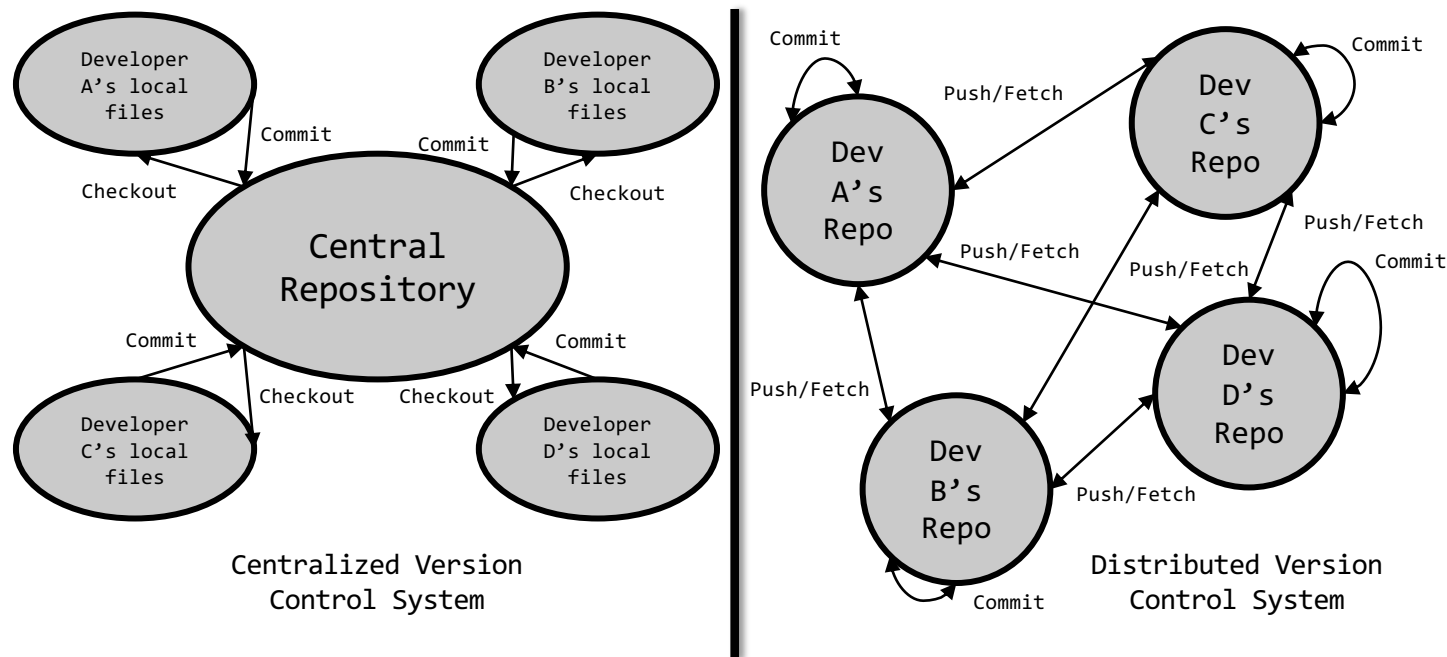 Developer
A’s local
files
Developer
B’s local
files
Commit
Commit
Checkout
Checkout
Central
Repository
Commit
Commit
Checkout
Checkout
Developer
C’s local
files
Developer
D’s local
files
Centralized Version
Control System
Commit
Commit
Push/Fetch
Dev
C’s
Repo
Dev
A’s
Repo
Push/Fetch
Push/Fetch
Push/Fetch
Commit
Dev
D’s
Repo
Push/Fetch
Dev
B’s
Repo
Push/Fetch
Commit
Distributed Version
Control System